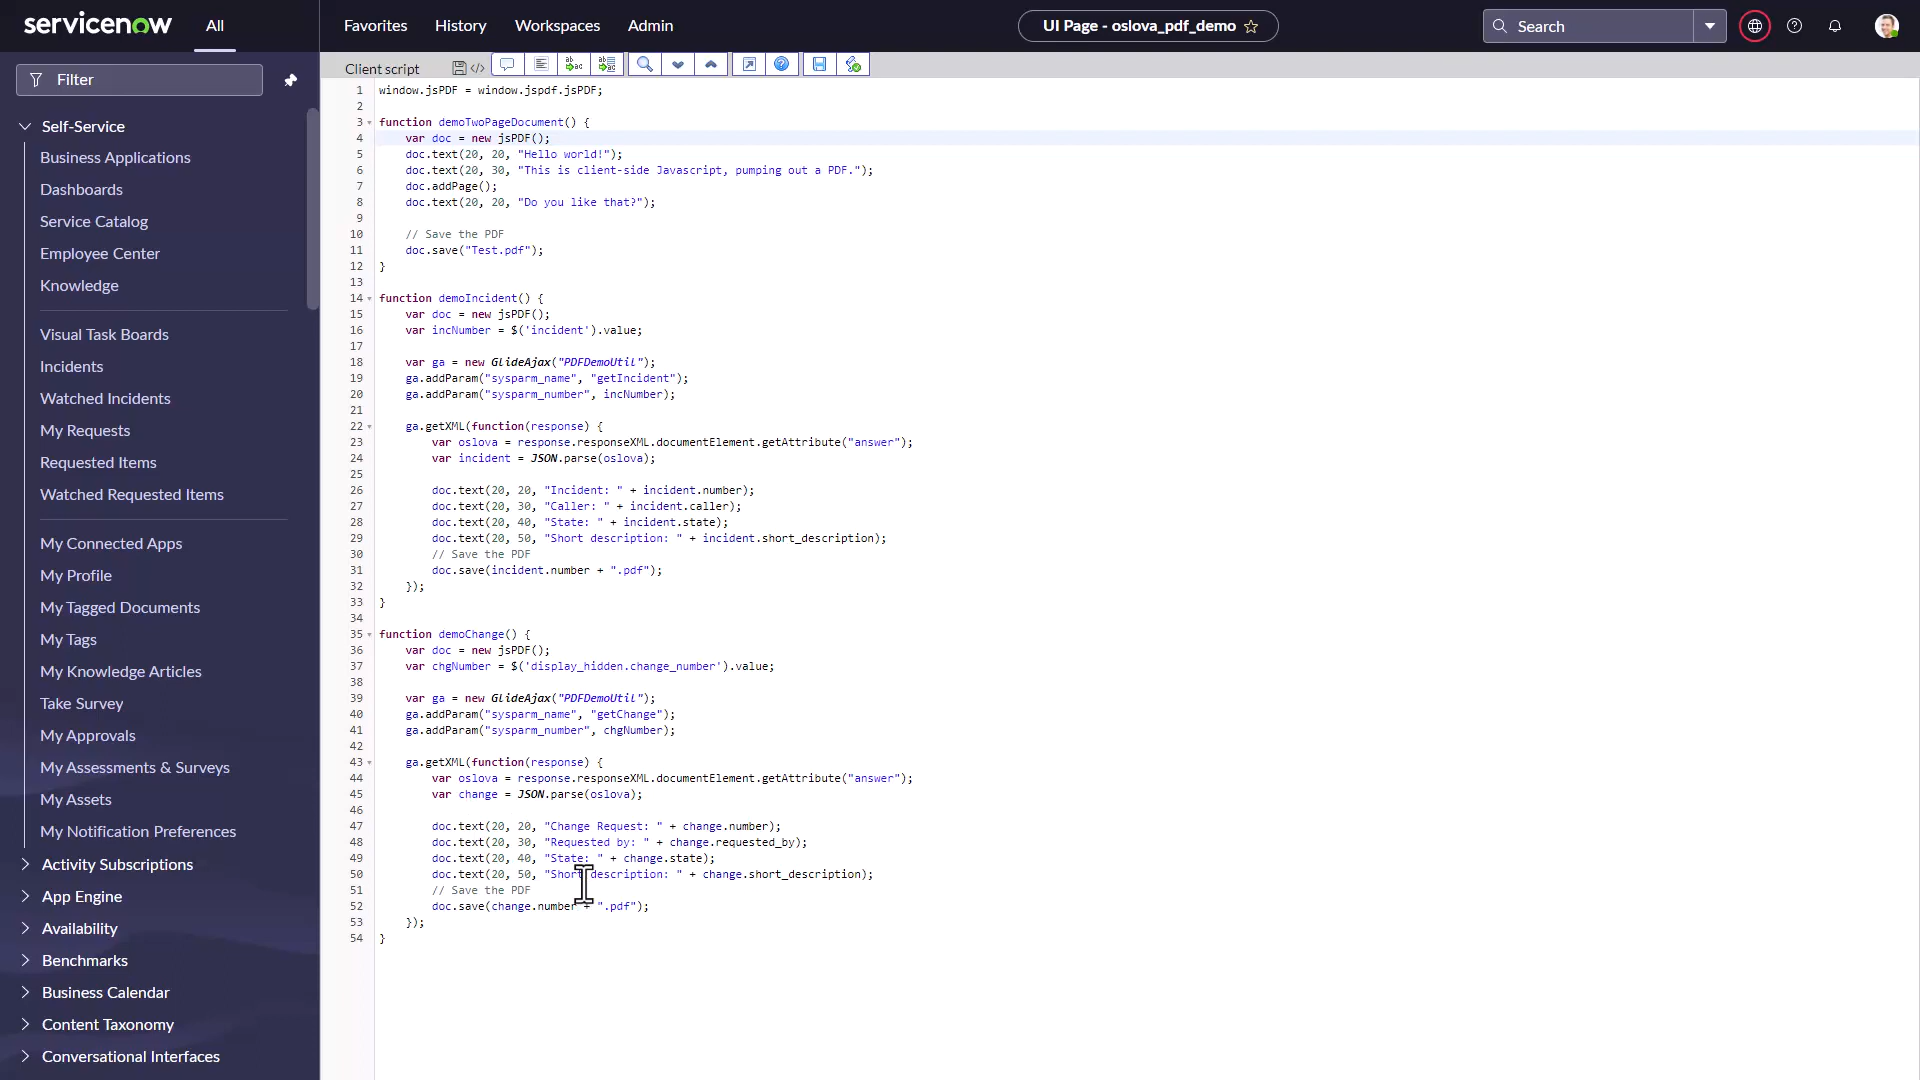 servicenow
All
Favorites
History
Workspaces
Admin
UI Page - oslova_pdf_demo
Search
Filter
Self-Service
Business Applications
Dashboards
Service Catalog
Employee Center
Knowledge
Visual Task Boards
Incidents
Watched Incidents
My Requests
Requested Items
Watched Requested Items
My Connected Apps
My Profile
My Tagged Documents
My Tags
My Knowledge Articles
Take Survey
My Approvals
My Assessments & Surveys
My Assets
My Notification Preferences
Activity Subscriptions
App Engine
Availability
Benchmarks
Business Calendar
Content Taxonomy
Conversational Interfaces
Client script
1 window.jsPDF = window.jspdf.jsPDF;
2
3 function demoTwoPageDocument() {
4 var doc = new jsPDF();
5 doc.text(20, 20, "Hello world!");
6 doc.text(20, 30, "This is client-side Javascript, pumping out a PDF.");
7 doc.addPage();
8 doc.text(20, 20, "Do you like that?");
9
10 // Save the PDF
11 doc.save("Test.pdf");
12 }
13
14 function demoIncident() {
15 var doc = new jsPDF();
16 var incNumber = $('incident').value;
17
18 var ga = new GlideAjax("PDFDemoUtil");
19 ga.addParam("sysparm_name", "getIncident");
20 ga.addParam("sysparm_number", incNumber);
21
22 ga.getXML(function(response) {
23 var oslova = response.responseXML.documentElement.getAttribute("answer");
24 var incident = JSON.parse(oslova);
25
26 doc.text(20, 20, "Incident: " + incident.number);
27 doc.text(20, 30, "Caller: " + incident.caller);
28 doc.text(20, 40, "State: " + incident.state);
29 doc.text(20, 50, "Short description: " + incident.short_description);
30 // Save the PDF
31 doc.save(incident.number + ".pdf");
32 });
33 }
34
35 function demoChange() {
36 var doc = new jsPDF();
37 var chgNumber = $('display_hidden.change_number').value;
38
39 var ga = new GlideAjax("PDFDemoUtil");
40 ga.addParam("sysparm_name", "getChange");
41 ga.addParam("sysparm_number", chgNumber);
42
43 ga.getXML(function(response) {
44 var oslova = response.responseXML.documentElement.getAttribute("answer");
45 var change = JSON.parse(oslova);
46
47 doc.text(20, 20, "Change Request: " + change.number);
48 doc.text(20, 30, "Requested by: " + change.requested_by);
49 doc.text(20, 40, "State: " + change.state);
50 doc.text(20, 50, "Short description: " + change.short_description);
51 // Save the PDF
52 doc.save(change.number + ".pdf");
53 });
54 }